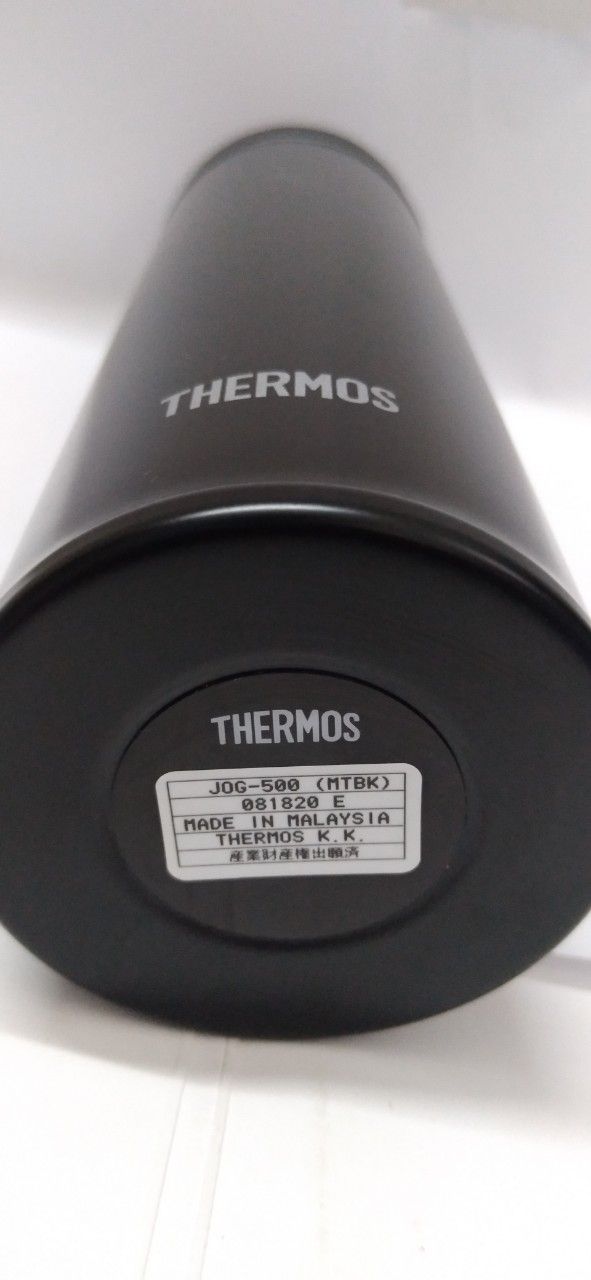 THERMOS
THERMOS
JOG-500 (MTBK)
081820 E
MADE IN MALAYSIA
THERMOS K.K.
産業財産権出願済